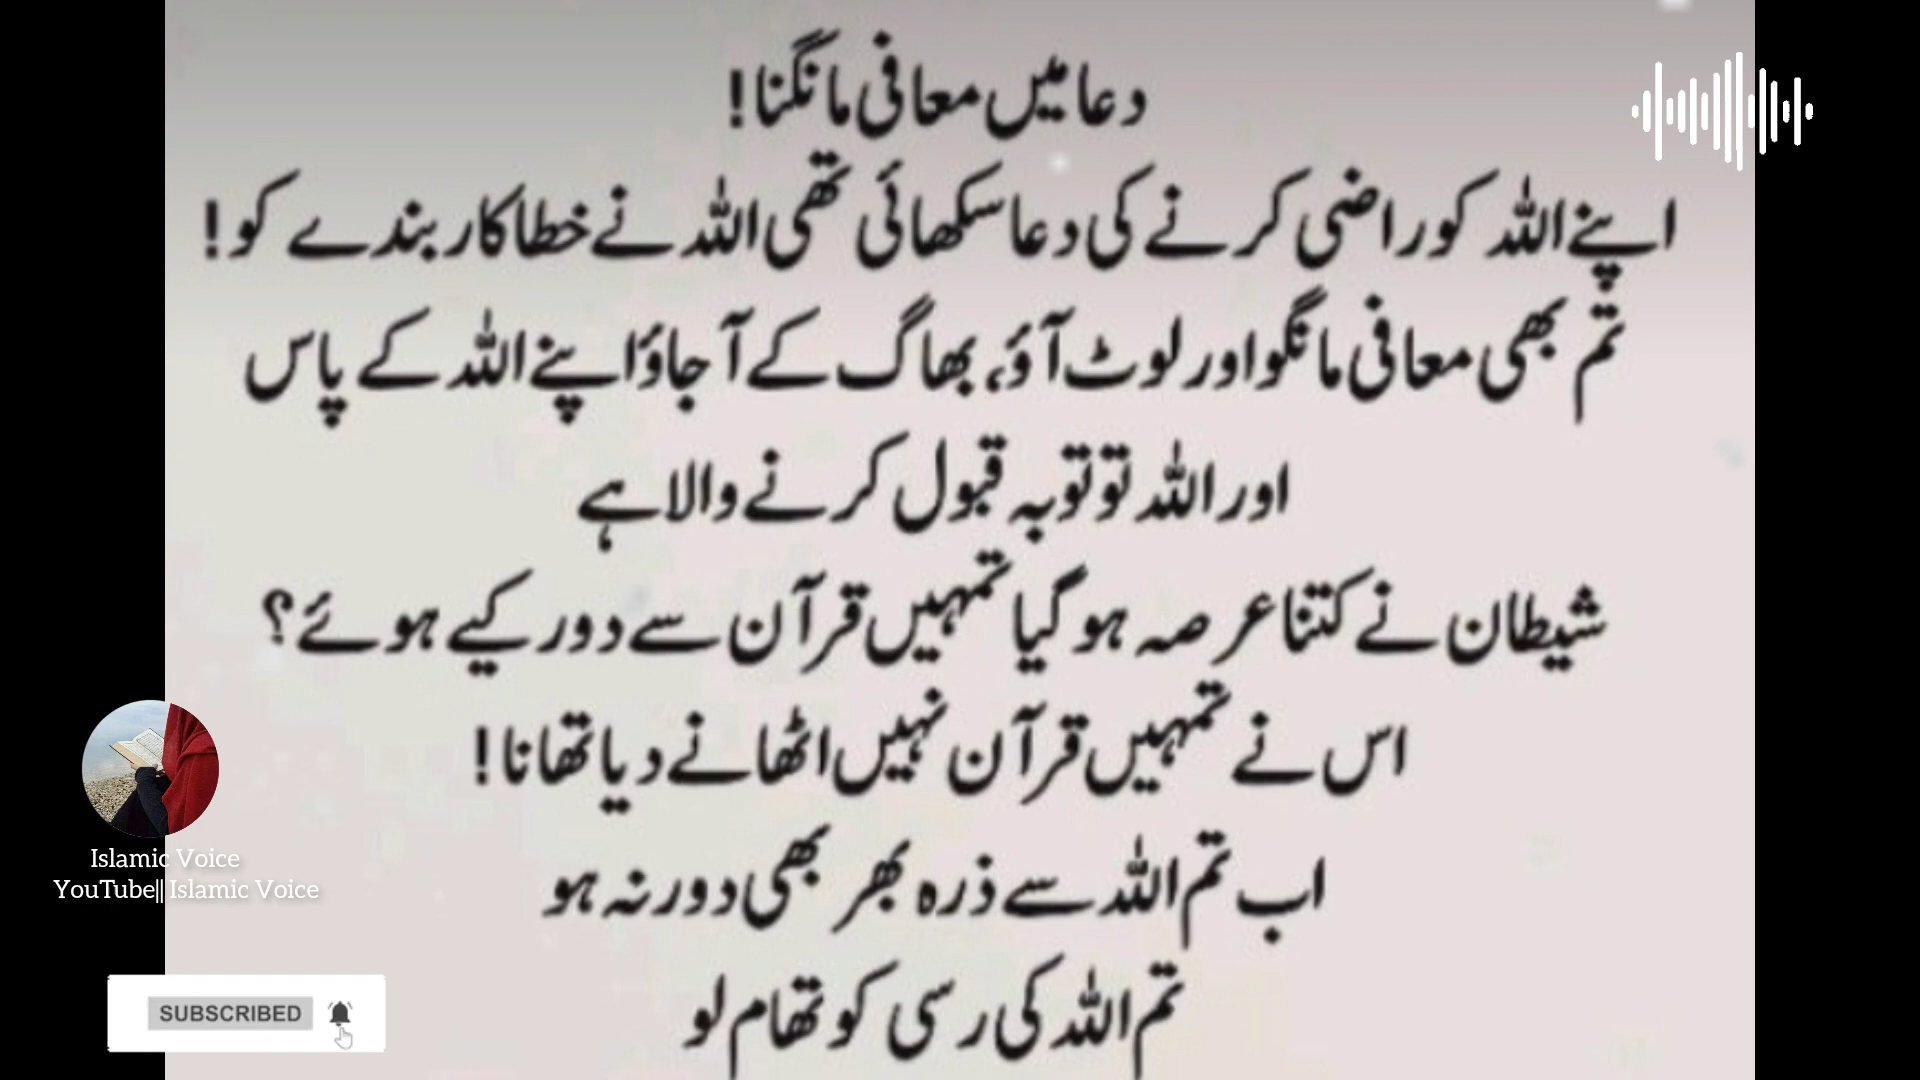 دعا میں معافی مانگنا!
اپنے اللہ کو راضی کرنے کی دعا سکھائی تھی اللہ نے خطا کار بندے کو!
تم بھی معافی مانگو اور لوٹ آؤ، بھاگ کے آ جاؤ اپنے اللہ کے پاس
اور اللہ تو توبہ قبول کرنے والا ہے
شیطان نے کتنا عرصہ ہو گیا تمہیں قرآن سے دور کیے ہوئے؟
اس نے تمہیں قرآن نہیں اٹھانے دیا تھا نا!
اب تم اللہ سے ذرہ بھر بھی دور نہ ہو
تم اللہ کی رسی کو تھام لو
Islamic Voice
YouTube|| Islamic Voice
SUBSCRIBED